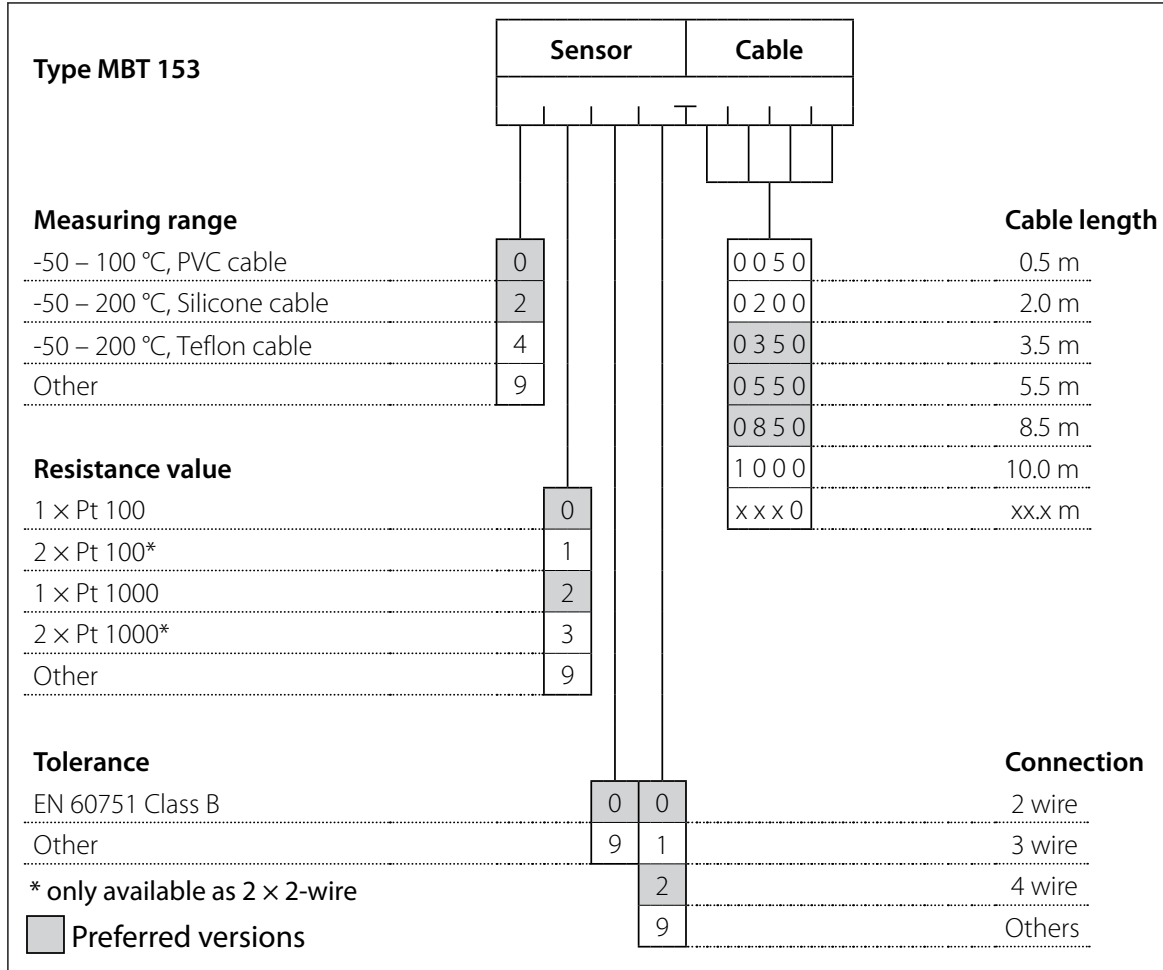 Type MBT 153
Sensor Cable
Measuring range Cable length
-50 – 100 °C, PVC cable 0 0050 0.5 m
-50 – 200 °C, Silicone cable 2 0200 2.0 m
-50 – 200 °C, Teflon cable 4 0350 3.5 m
Other 9 0550 5.5 m
0850 8.5 m
Resistance value 1000 10.0 m
1 × Pt 100 0 xxx0 xx.x m
2 × Pt 100* 1
1 × Pt 1000 2
2 × Pt 1000* 3
Other 9
Tolerance Connection
EN 60751 Class B 0 0 2 wire
Other 9 1 3 wire
* only available as 2 × 2-wire 2 4 wire
Preferred versions 9 Others